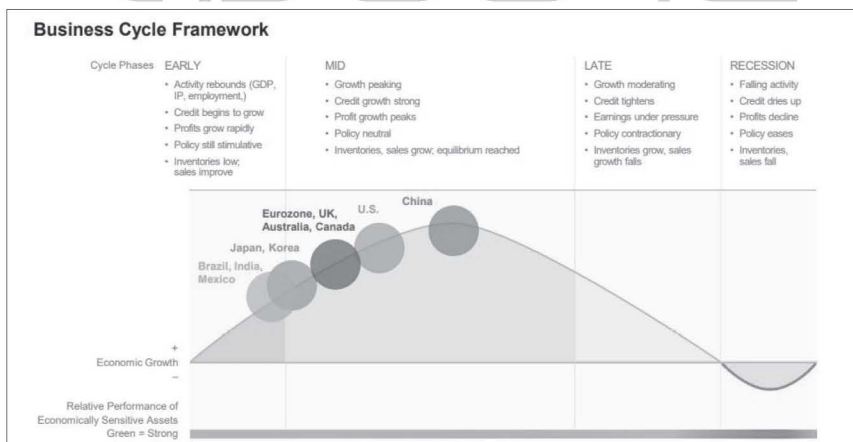 Business Cycle Framework
Cycle Phases
EARLY
• Activity rebounds (GDP,
IP, employment,)
• Credit begins to grow
• Profits grow rapidly
• Policy still stimulative
• Inventories low;
sales improve
MID
• Growth peaking
• Credit growth strong
• Profit growth peaks
• Policy neutral
• Inventories, sales grow; equilibrium reached
LATE
• Growth moderating
• Credit tightens
• Earnings under pressure
• Policy contractionary
• Inventories grow, sales
growth falls
RECESSION
• Falling activity
• Credit dries up
• Profits decline
• Policy eases
• Inventories,
sales fall
China
U.S.
Eurozone, UK,
Australia, Canada
Japan, Korea
Brazil, India,
Mexico
+
Economic Growth
–
Relative Performance of
Economically Sensitive Assets
Green = Strong